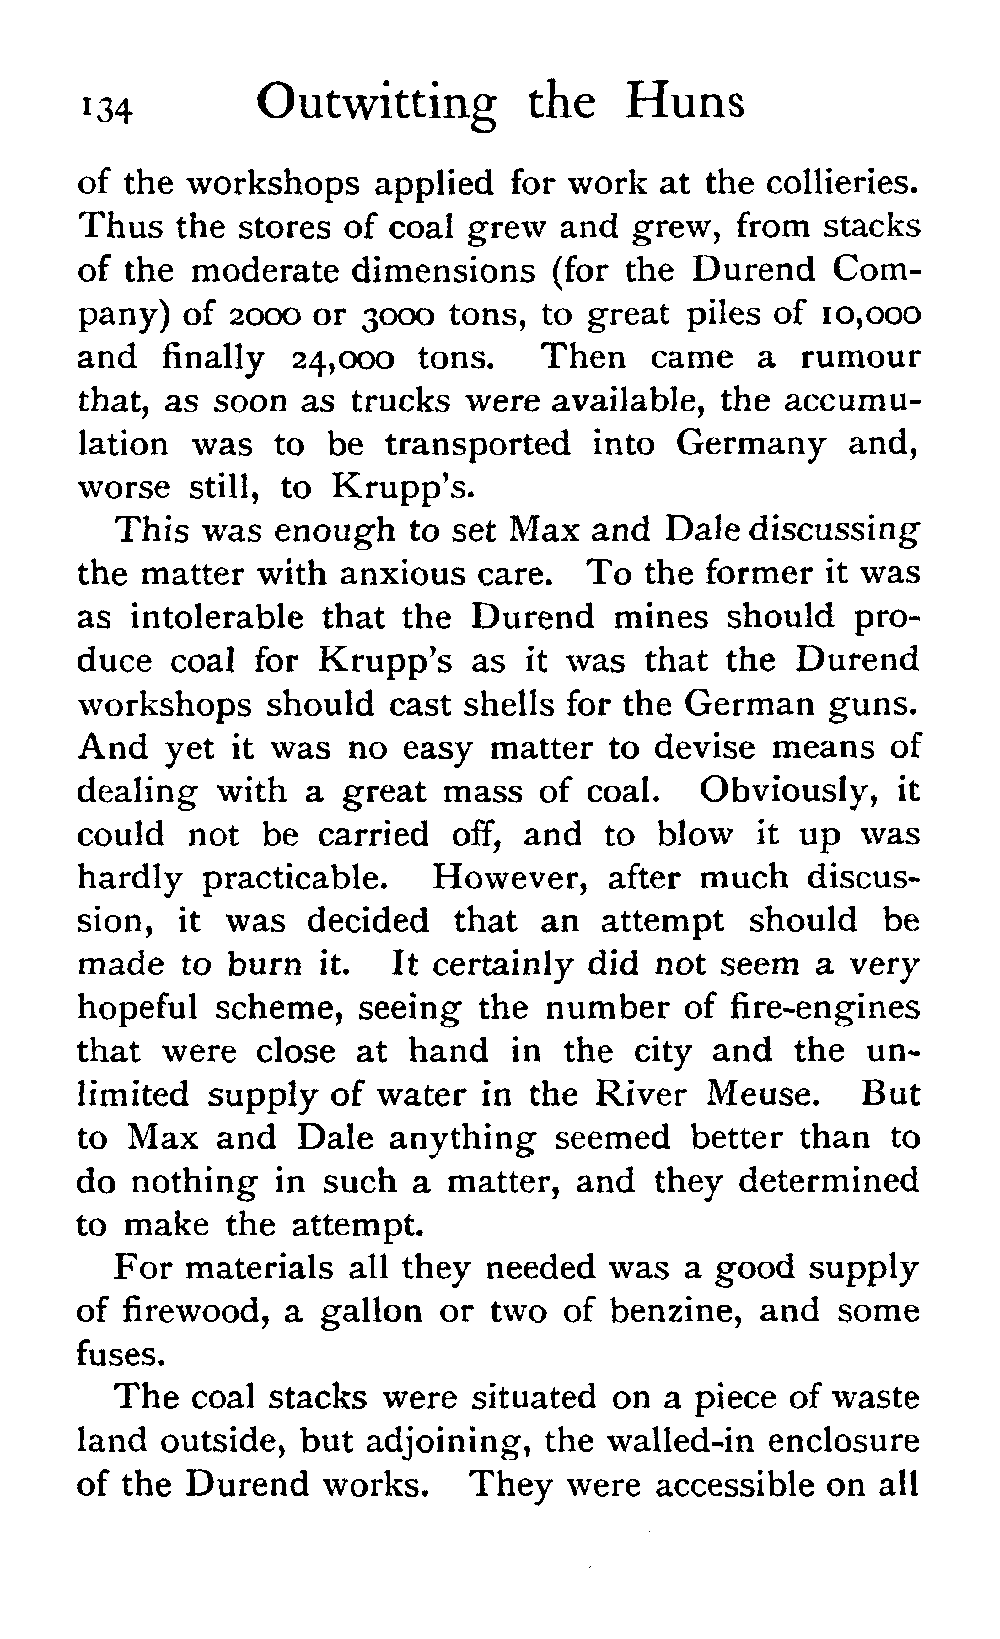 134 Outwitting the Huns
of the workshops applied for work at the collieries.
Thus the stores of coal grew and grew, from stacks
of the moderate dimensions (for the Durend Com-
pany) of 2000 or 3000 tons, to great piles of 10,000
and finally 24,000 tons. Then came a rumour
that, as soon as trucks were available, the accumu-
lation was to be transported into Germany and,
worse still, to Krupp's.
This was enough to set Max and Dale discussing
the matter with anxious care. To the former it was
as intolerable that the Durend mines should pro-
duce coal for Krupp's as it was that the Durend
workshops should cast shells for the German guns.
And yet it was no easy matter to devise means of
dealing with a great mass of coal. Obviously, it
could not be carried off, and to blow it up was
hardly practicable. However, after much discus-
sion, it was decided that an attempt should be
made to burn it. It certainly did not seem a very
hopeful scheme, seeing the number of fire-engines
that were close at hand in the city and the un-
limited supply of water in the River Meuse. But
to Max and Dale anything seemed better than to
do nothing in such a matter, and they determined
to make the attempt.
For materials all they needed was a good supply
of firewood, a gallon or two of benzine, and some
fuses.
The coal stacks were situated on a piece of waste
land outside, but adjoining, the walled-in enclosure
of the Durend works. They were accessible on all